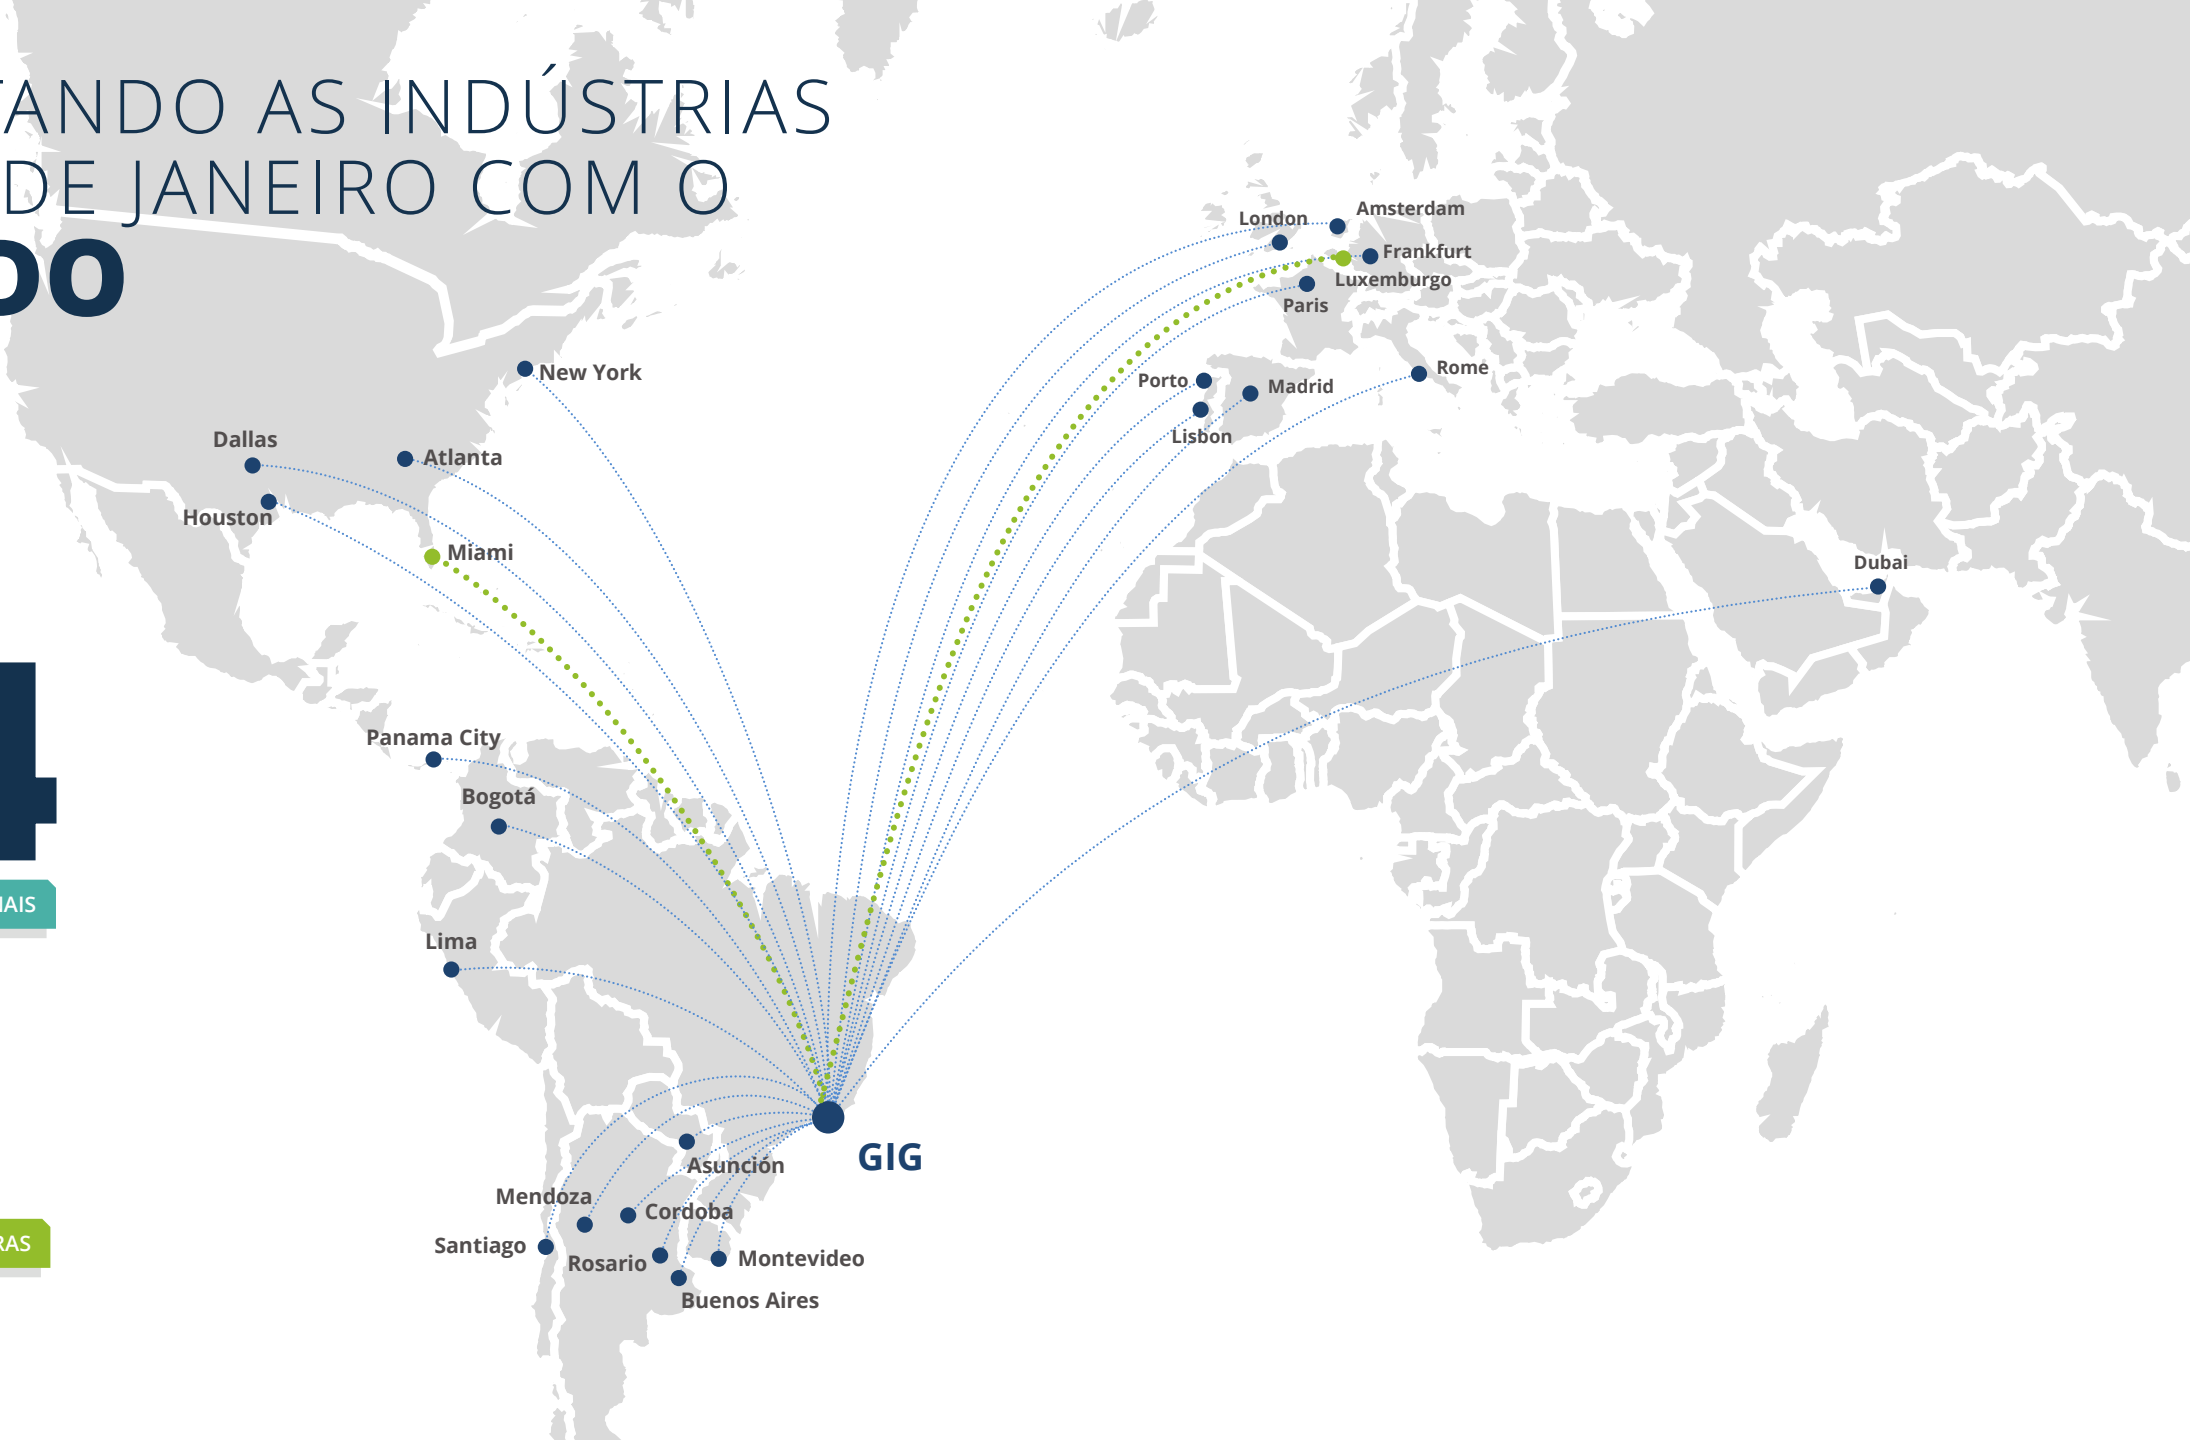 TANDO AS INDÚSTRIAS
DE JANEIRO COM O
DO
London
Amsterdam
Frankfurt
Luxemburgo
Paris
New York
Porto
Madrid
Rome
Lisbon
Dallas
Atlanta
Houston
Miami
Dubai
4
Panama City
Bogotá
IAIS
Lima
GIG
Asunción
Mendoza
Cordoba
RAS
Santiago
Rosario
Montevideo
Buenos Aires